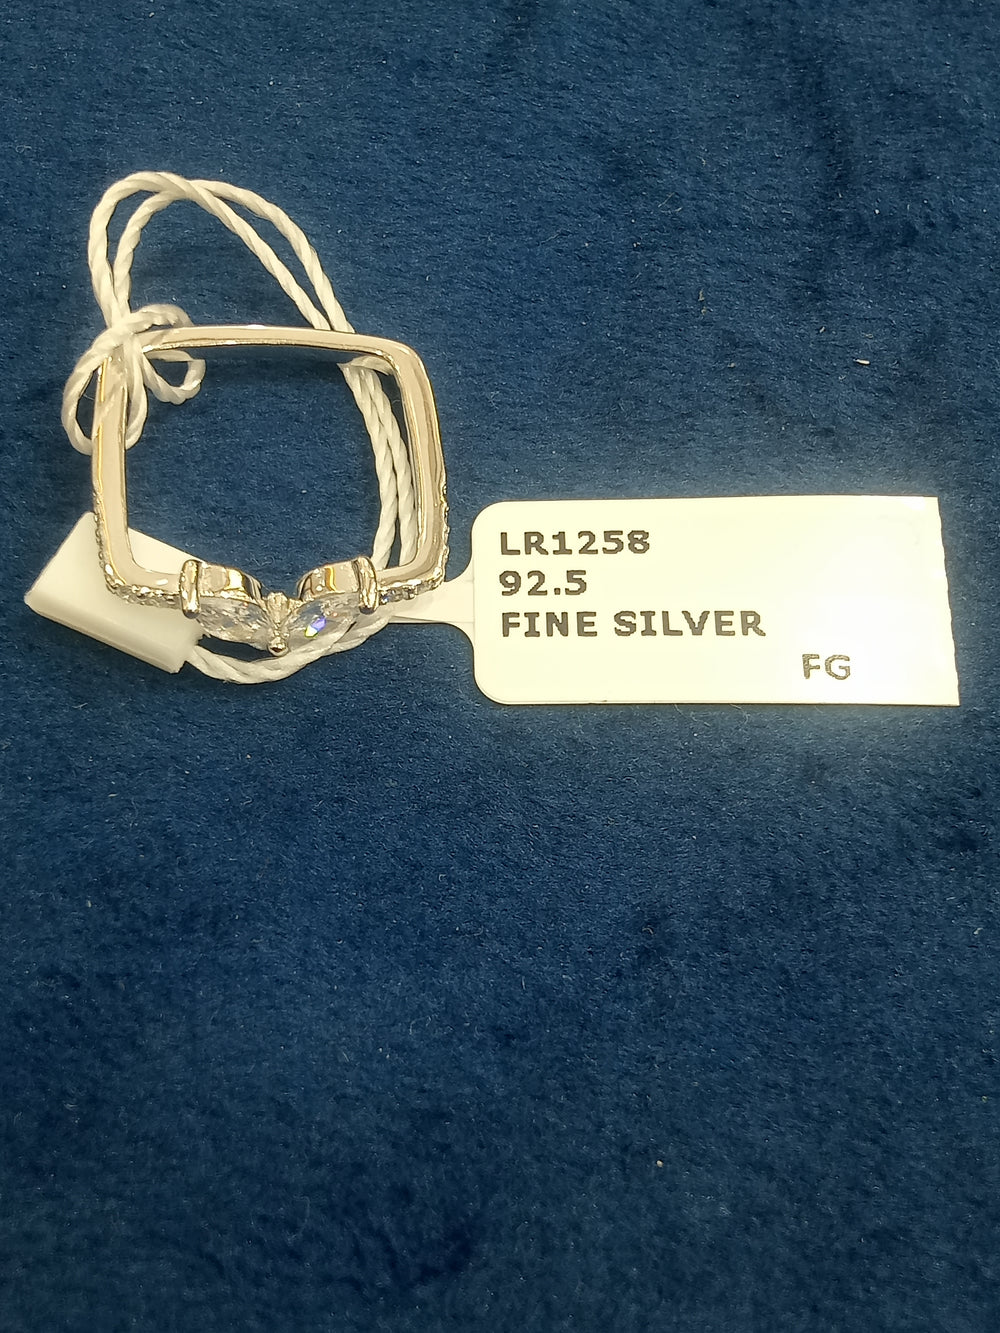 LR1258
92.5
FINE SILVER
FG